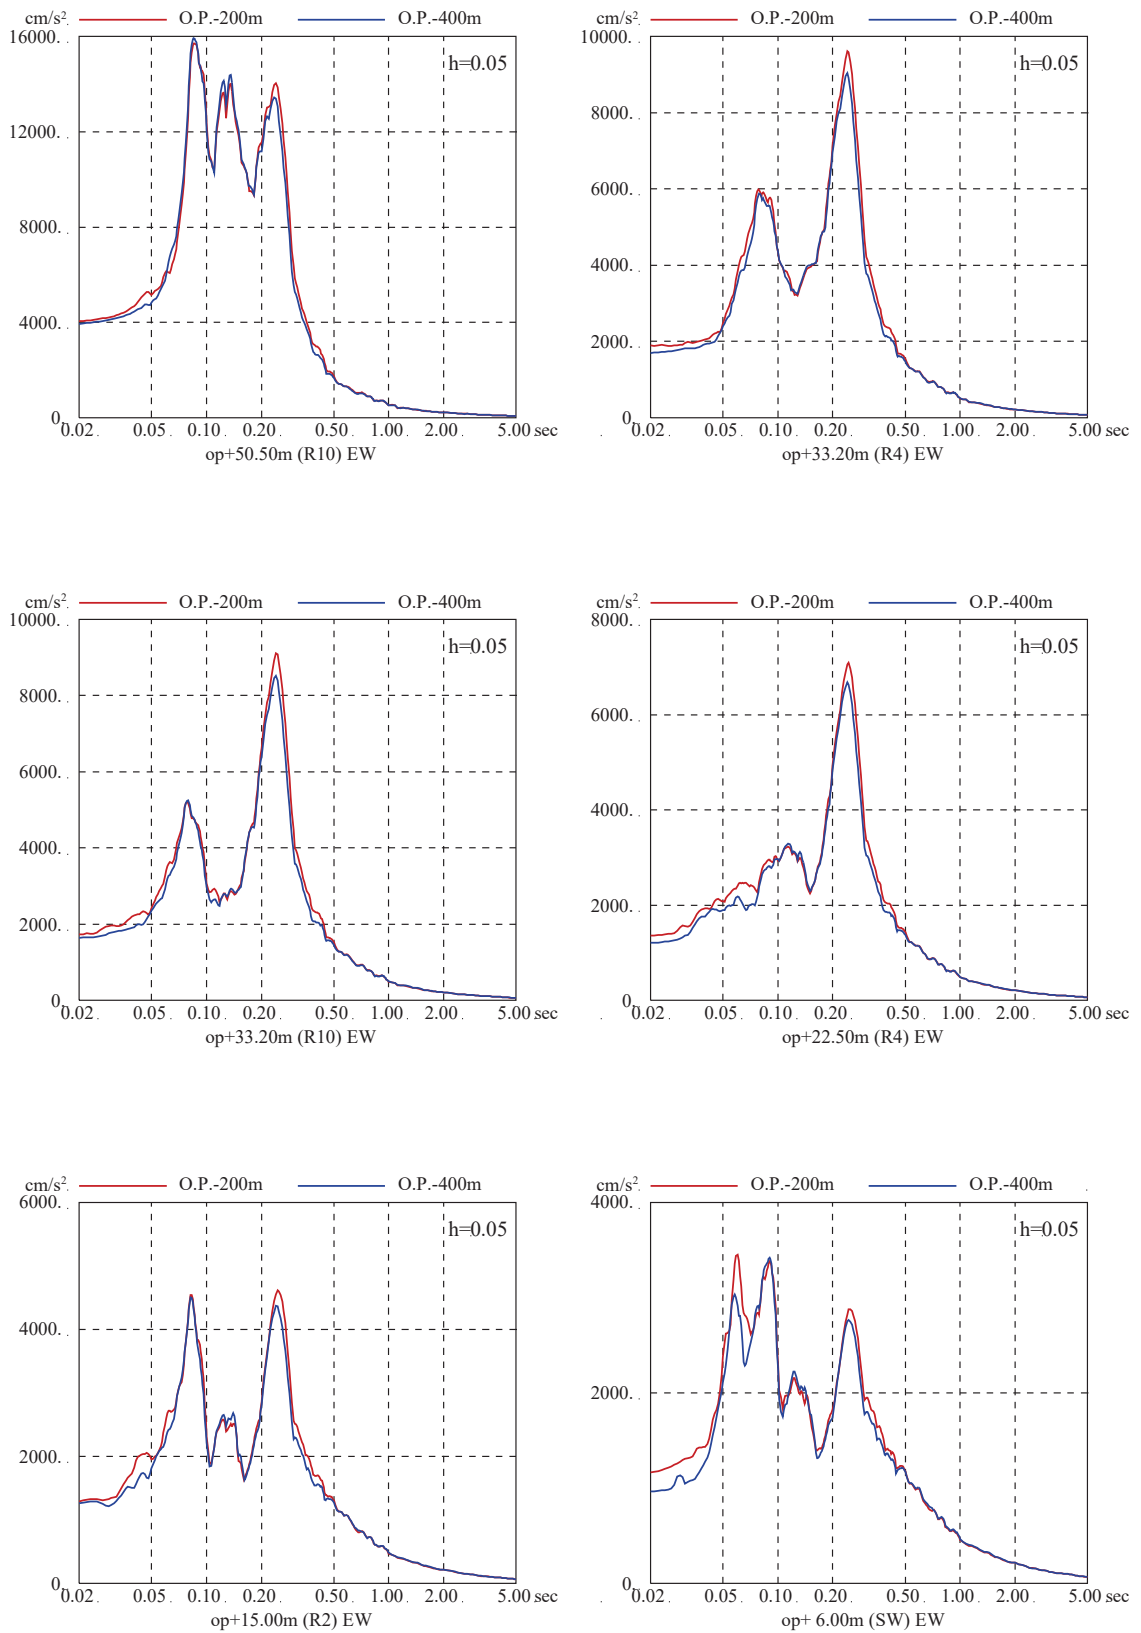 cm/s². O.P.-200m O.P.-400m
16000.
h=0.05
12000.
8000.
4000.
0.
0.02 0.05 0.10 0.20 0.50 1.00 2.00 5.00 sec
op+50.50m (R10) EW
cm/s². O.P.-200m O.P.-400m
10000.
h=0.05
8000.
6000.
4000.
2000.
0.
0.02 0.05 0.10 0.20 0.50 1.00 2.00 5.00 sec
op+33.20m (R4) EW
cm/s². O.P.-200m O.P.-400m
10000.
h=0.05
8000.
6000.
4000.
2000.
0.
0.02 0.05 0.10 0.20 0.50 1.00 2.00 5.00 sec
op+33.20m (R10) EW
cm/s². O.P.-200m O.P.-400m
8000.
h=0.05
6000.
4000.
2000.
0.
0.02 0.05 0.10 0.20 0.50 1.00 2.00 5.00 sec
op+22.50m (R4) EW
cm/s². O.P.-200m O.P.-400m
6000.
h=0.05
4000.
2000.
0.
0.02 0.05 0.10 0.20 0.50 1.00 2.00 5.00 sec
op+15.00m (R2) EW
cm/s². O.P.-200m O.P.-400m
4000.
h=0.05
2000.
0.
0.02 0.05 0.10 0.20 0.50 1.00 2.00 5.00 sec
op+ 6.00m (SW) EW